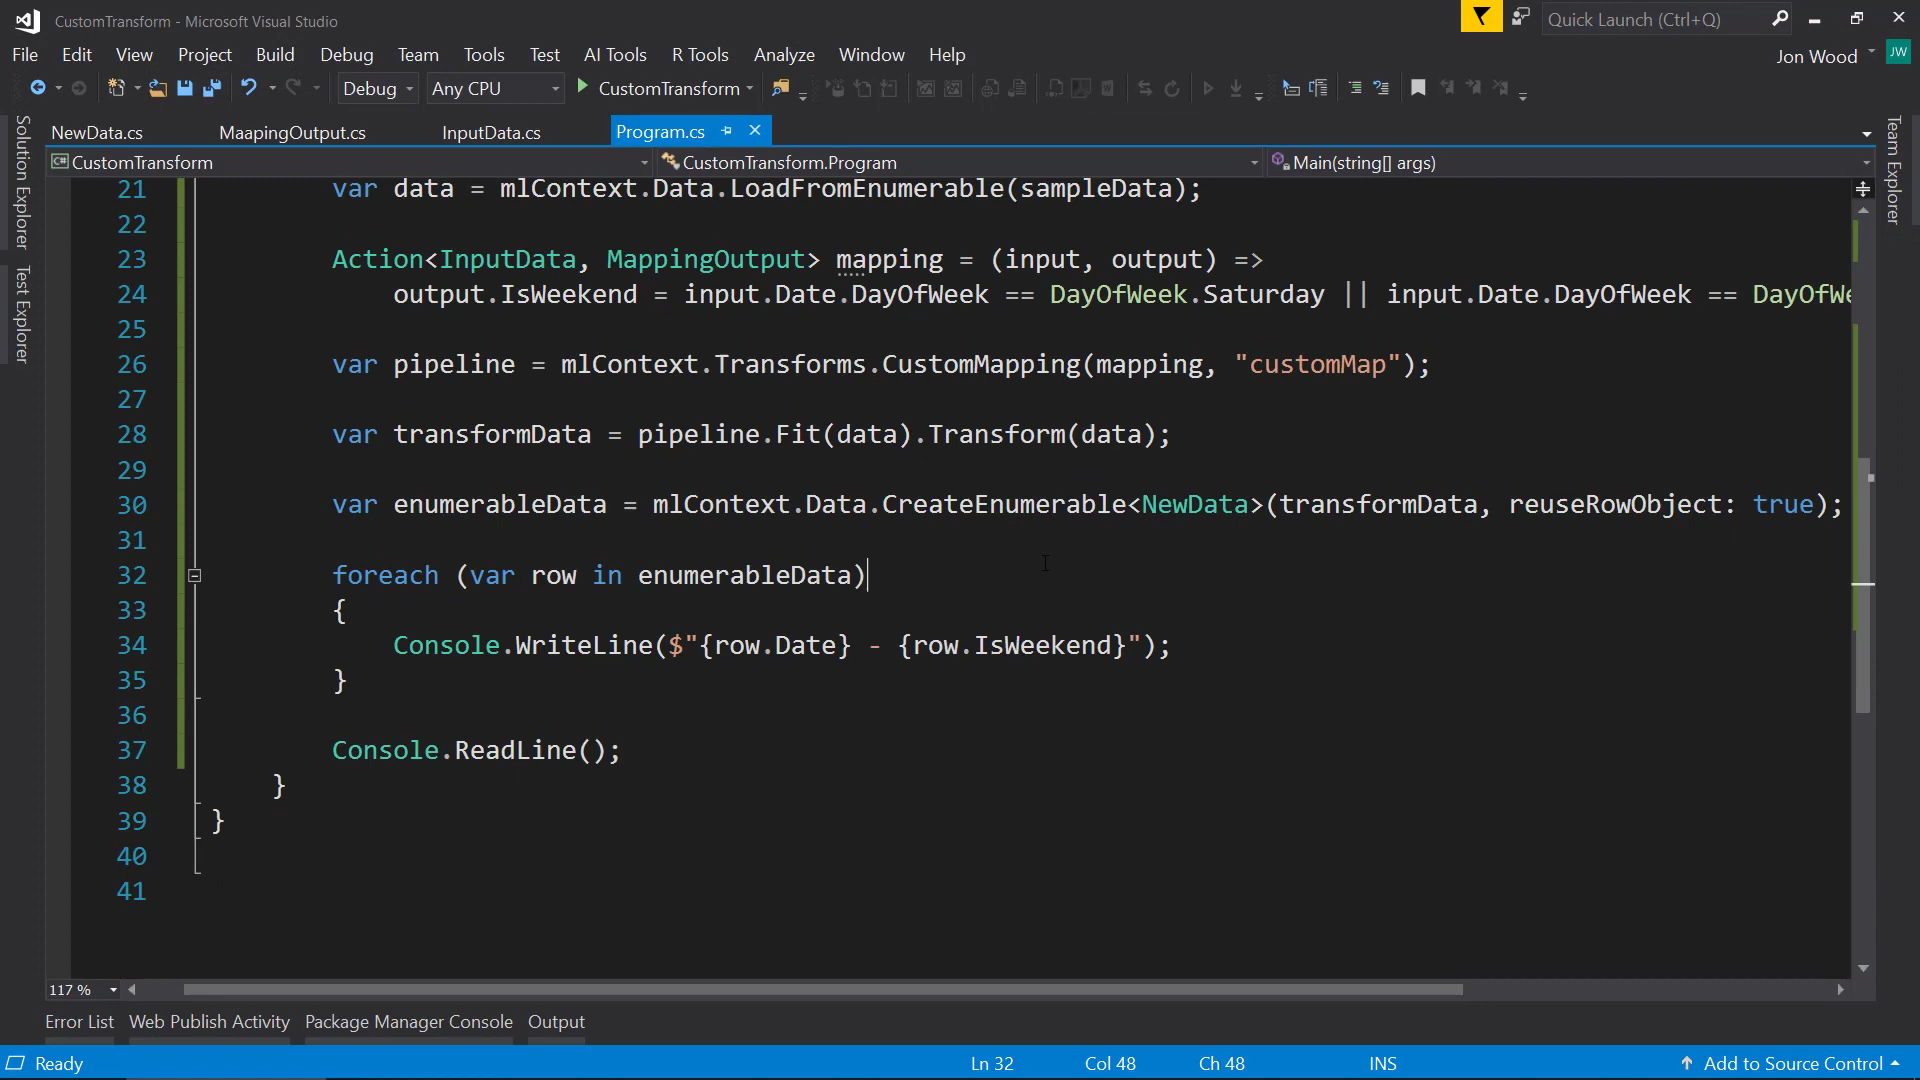 CustomTransform - Microsoft Visual Studio
Quick Launch (Ctrl+Q)
File Edit View Project Build Debug Team Tools Test AI Tools R Tools Analyze Window Help
Jon Wood JW
Debug Any CPU CustomTransform
NewData.cs MaapingOutput.cs InputData.cs Program.cs
C# CustomTransform CustomTransform.Program Main(string[] args)
Solution Explorer
Test Explorer
Team Explorer
21 var data = mlContext.Data.LoadFromEnumerable(sampleData);
22
23 Action<InputData, MappingOutput> mapping = (input, output) =>
24 output.IsWeekend = input.Date.DayOfWeek == DayOfWeek.Saturday || input.Date.DayOfWeek == DayOfWe
25
26 var pipeline = mlContext.Transforms.CustomMapping(mapping, "customMap");
27
28 var transformData = pipeline.Fit(data).Transform(data);
29
30 var enumerableData = mlContext.Data.CreateEnumerable<NewData>(transformData, reuseRowObject: true);
31
32 foreach (var row in enumerableData)
33 {
34 Console.WriteLine($"{row.Date} - {row.IsWeekend}");
35 }
36
37 Console.ReadLine();
38 }
39 }
40
41
117 %
Error List Web Publish Activity Package Manager Console Output
Ready Ln 32 Col 48 Ch 48 INS Add to Source Control